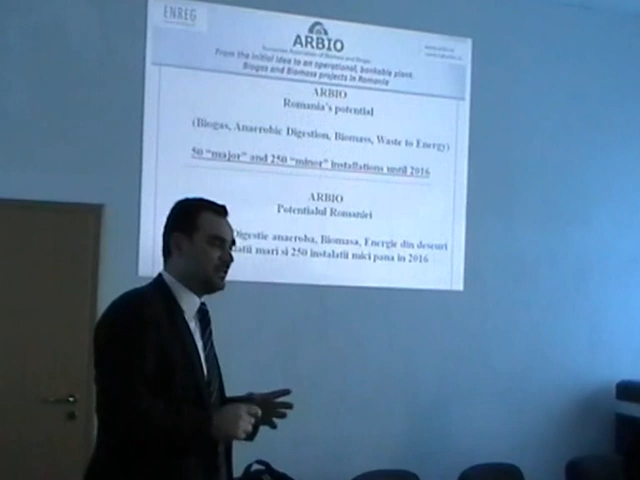 ENREG
ARBIO
Romanian Association of Biomass and Biogas
From the initial idea to an operational, bankable plant.
Biogas and Biomass projects in Romania
ARBIO
Romania's potential
(Biogas, Anaerobic Digestion, Biomass, Waste to Energy)
50 "major" and 250 "minor" installations until 2016
ARBIO
Potentialul Romaniei
Digestie anaeroba, Biomasa, Energie din deseuri
mari si 250 instalatii mici pana in 2016